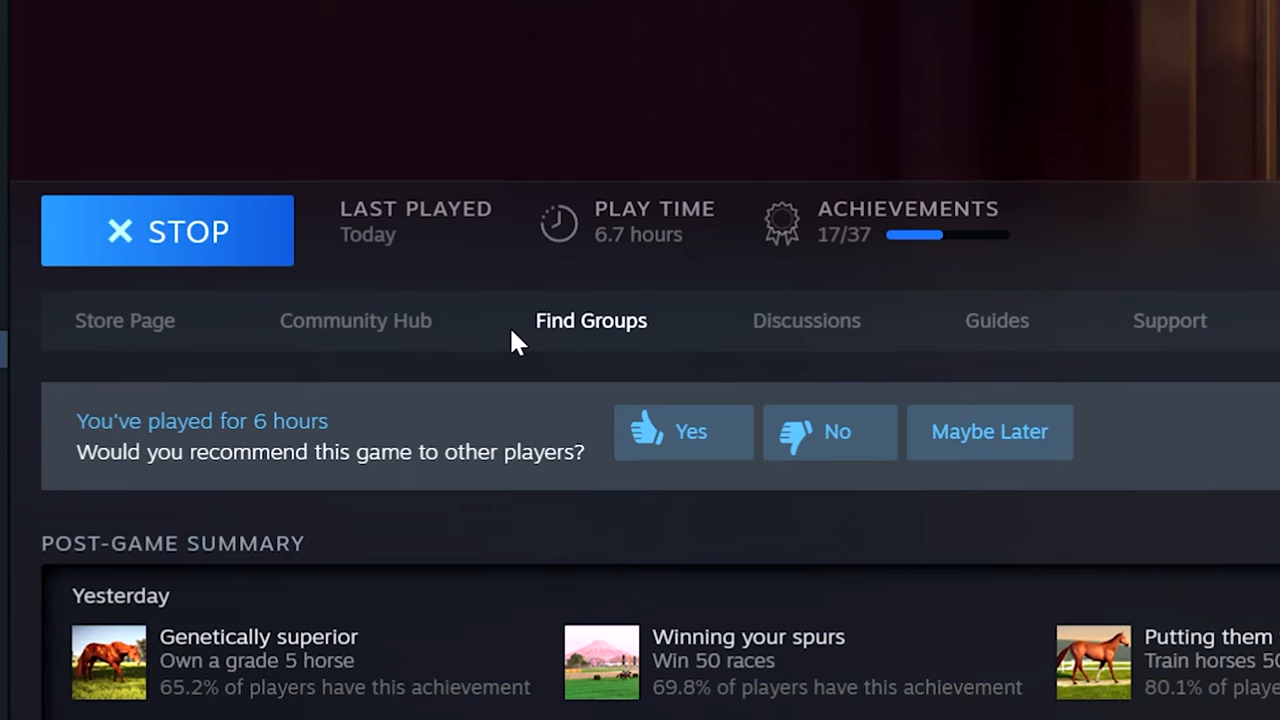 STOP
LAST PLAYED
Today
PLAY TIME
6.7 hours
ACHIEVEMENTS
17/37
Store Page
Community Hub
Find Groups
Discussions
Guides
Support
You've played for 6 hours
Would you recommend this game to other players?
Yes
No
Maybe Later
POST-GAME SUMMARY
Yesterday
Genetically superior
Own a grade 5 horse
65.2% of players have this achievement
Winning your spurs
Win 50 races
69.8% of players have this achievement
Putting them
Train horses 50
80.1% of playe